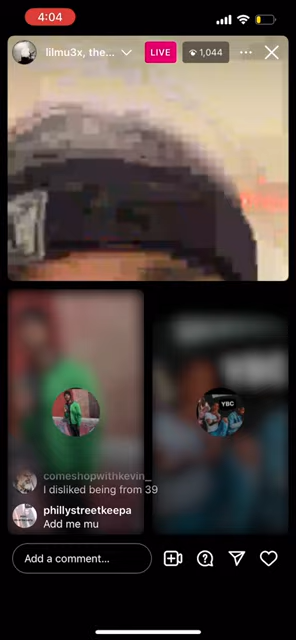 4:04
lilmu3x, the...
LIVE
1,044
YBC
comeshopwithkevin_
I disliked being from 39
phillystreetkeepa
Add me mu
Add a comment...